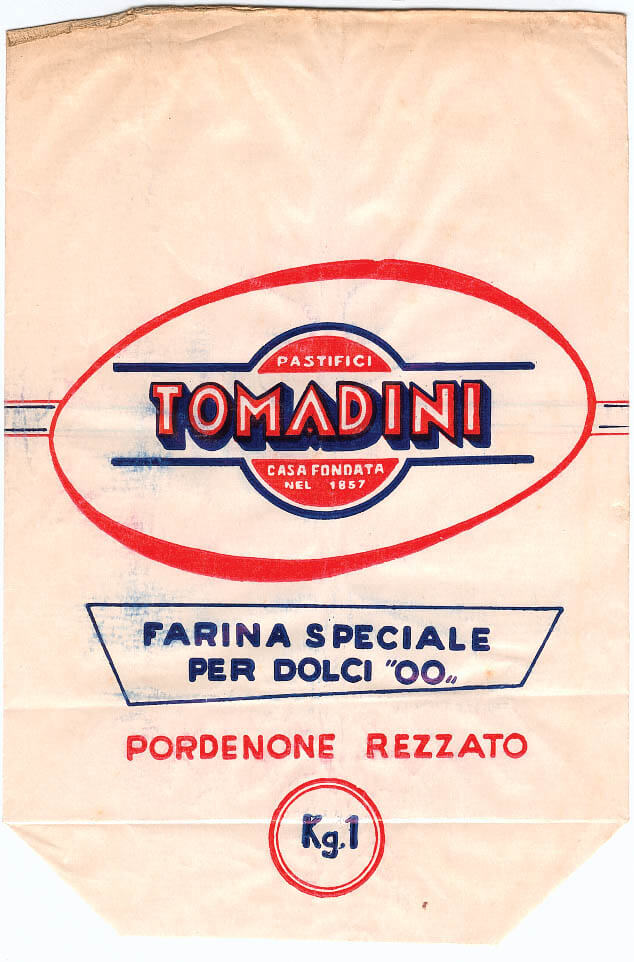 PASTIFICI
TOMADINI
CASA FONDATA
NEL 1857
FARINA SPECIALE
PER DOLCI "OO"
PORDENONE REZZATO
Kg.1